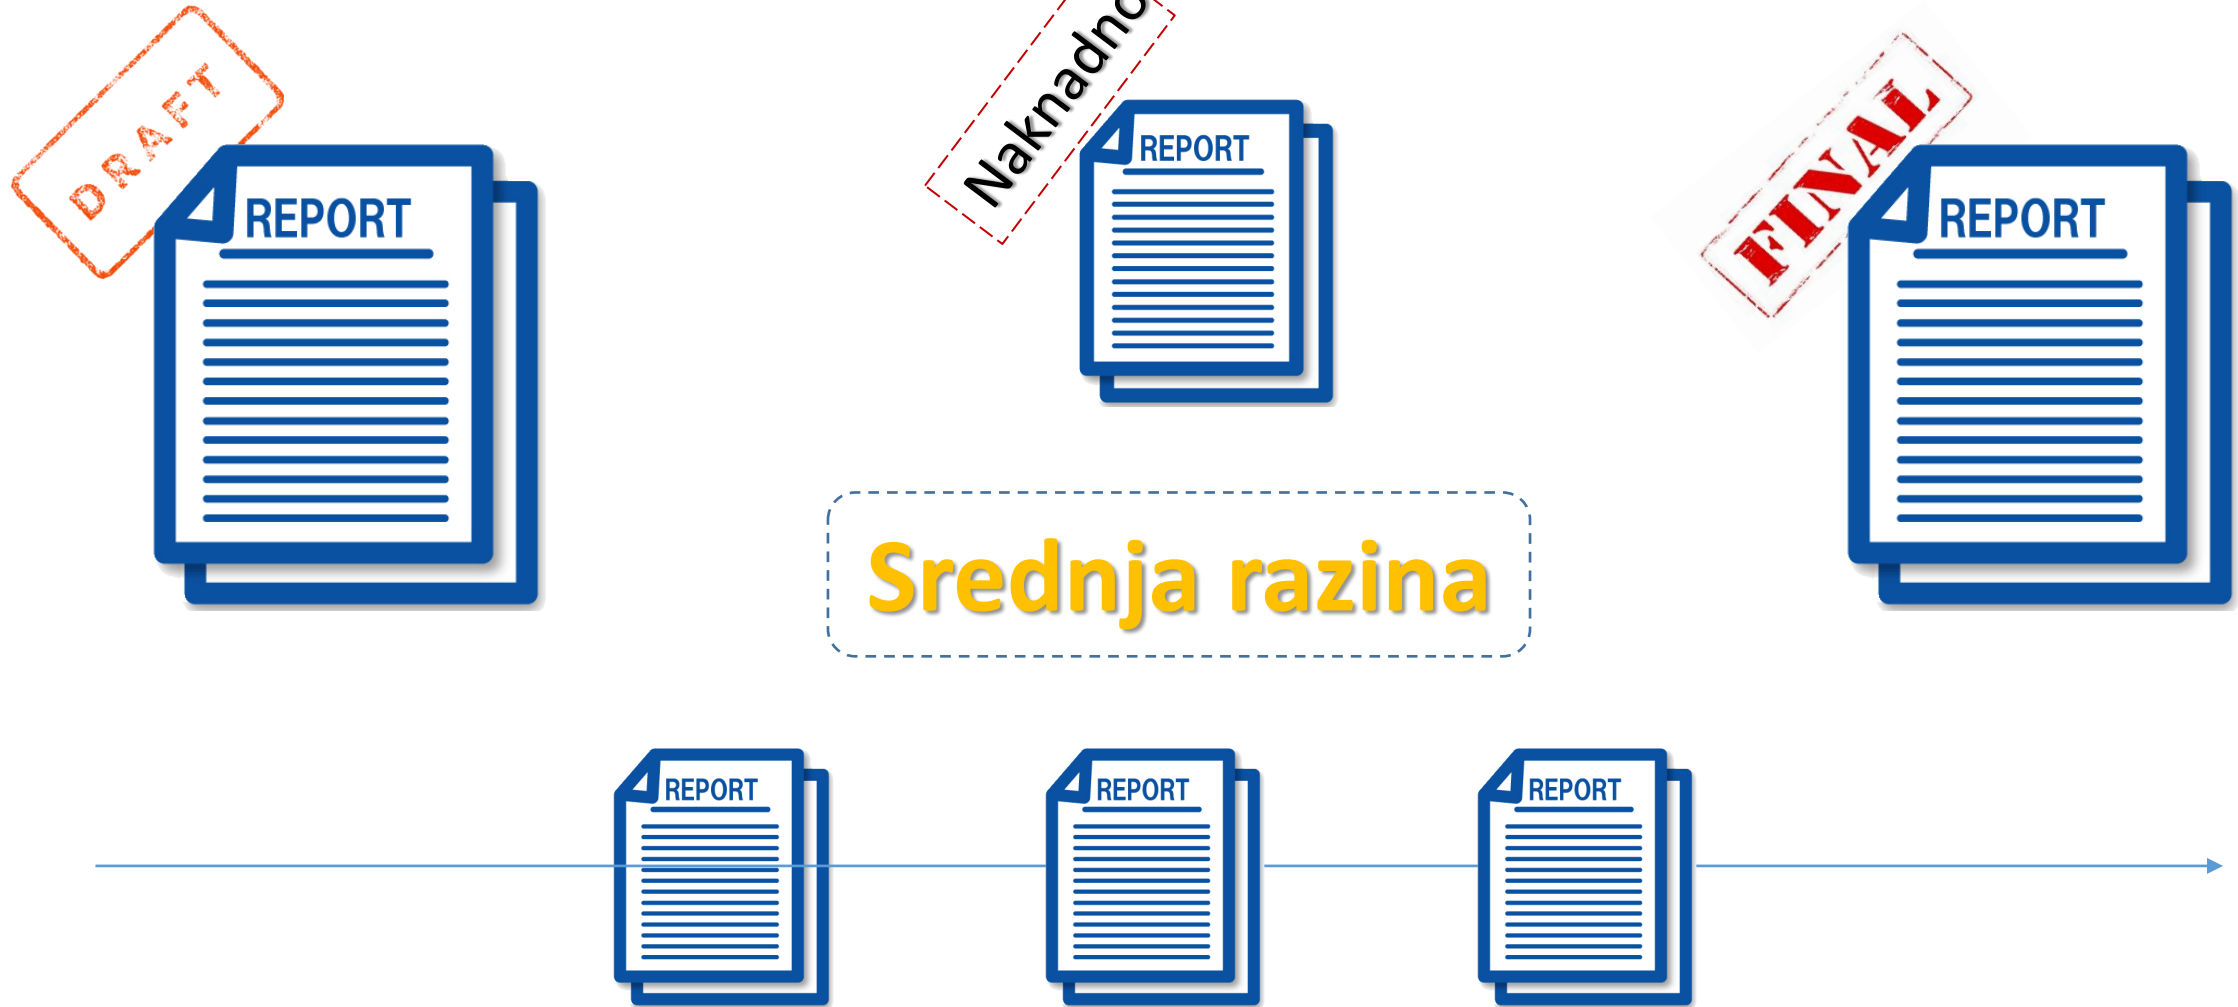 DRAFT
REPORT
Naknadno
REPORT
FINAL
REPORT
Srednja razina
REPORT
REPORT
REPORT